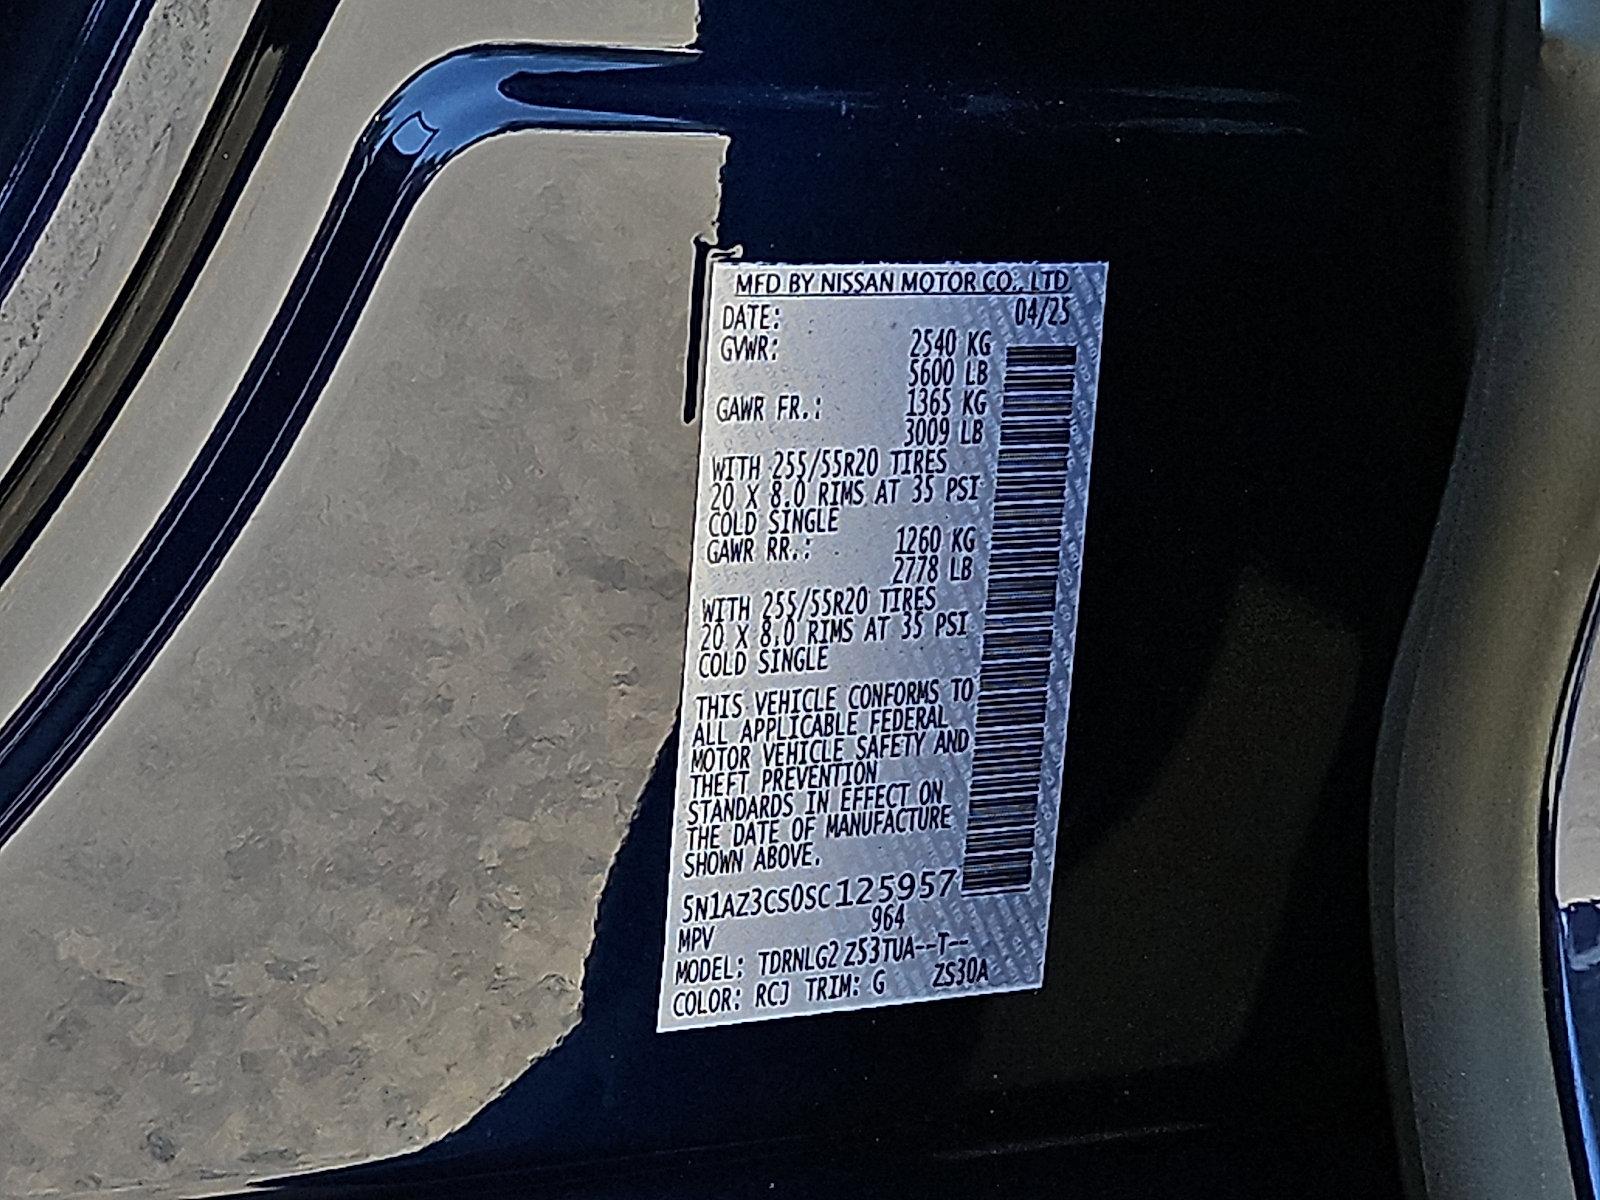 MFD BY NISSAN MOTOR CO., LTD
DATE: 04/25
GVWR: 2540 KG
5600 LB
GAWR FR.: 1365 KG
3009 LB
WITH 255/55R20 TIRES
20 X 8.0 RIMS AT 35 PSI
COLD SINGLE
GAWR RR.: 1260 KG
2778 LB
WITH 255/55R20 TIRES
20 X 8.0 RIMS AT 35 PSI
COLD SINGLE
THIS VEHICLE CONFORMS TO
ALL APPLICABLE FEDERAL
MOTOR VEHICLE SAFETY AND
THEFT PREVENTION
STANDARDS IN EFFECT ON
THE DATE OF MANUFACTURE
SHOWN ABOVE.
5N1AZ3CS0SC125957
MPV 964
MODEL: TDRNLG2 Z53TUA--T--
COLOR: RCJ TRIM: G ZS30A